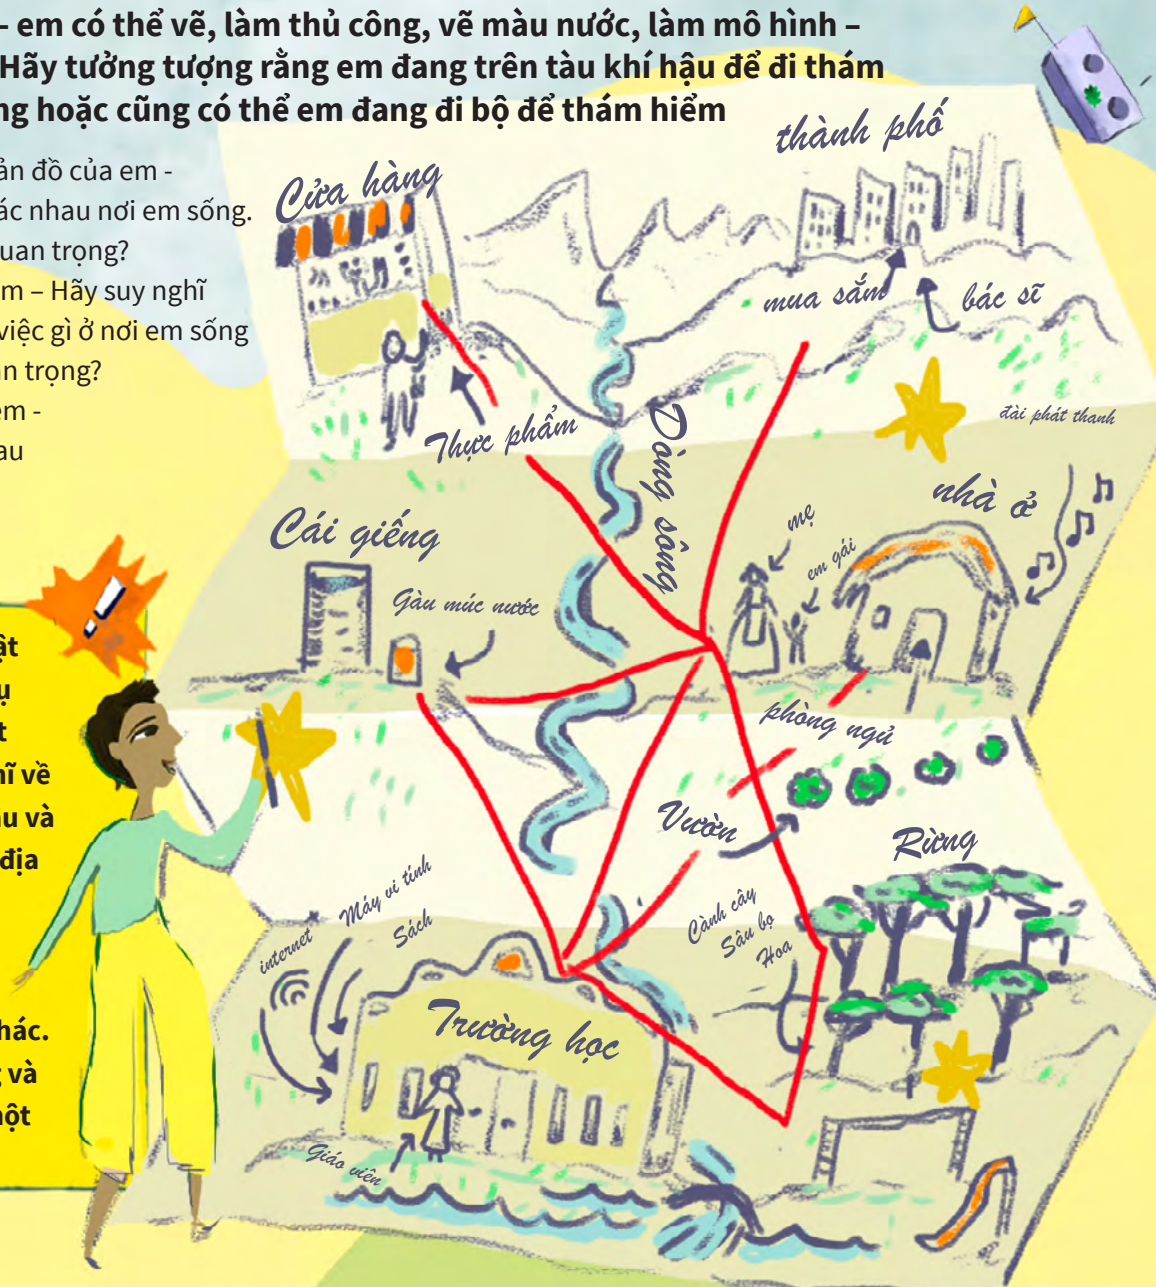 – em có thể vẽ, làm thủ công, vẽ màu nước, làm mô hình –
Hãy tưởng tượng rằng em đang trên tàu khí hậu để đi thám
ng hoặc cũng có thể em đang đi bộ để thám hiểm
ản đồ của em -
ác nhau nơi em sống.
uan trọng?
m – Hãy suy nghĩ
việc gì ở nơi em sống
n trọng?
em -
au
ật
ụ
t
ĩ về
u và
địa
hác.
g và
một
Cửa hàng
thành phố
mua sắm
bác sĩ
Thực phẩm
Dòng sông
đài phát thanh
nhà ở
mẹ
em gái
Cái giếng
Gàu múc nước
phòng ngủ
Vườn
Rừng
Cành cây
Sâu bọ
Hoa
internet
Máy vi tính
Sách
Trường học
Giáo viên